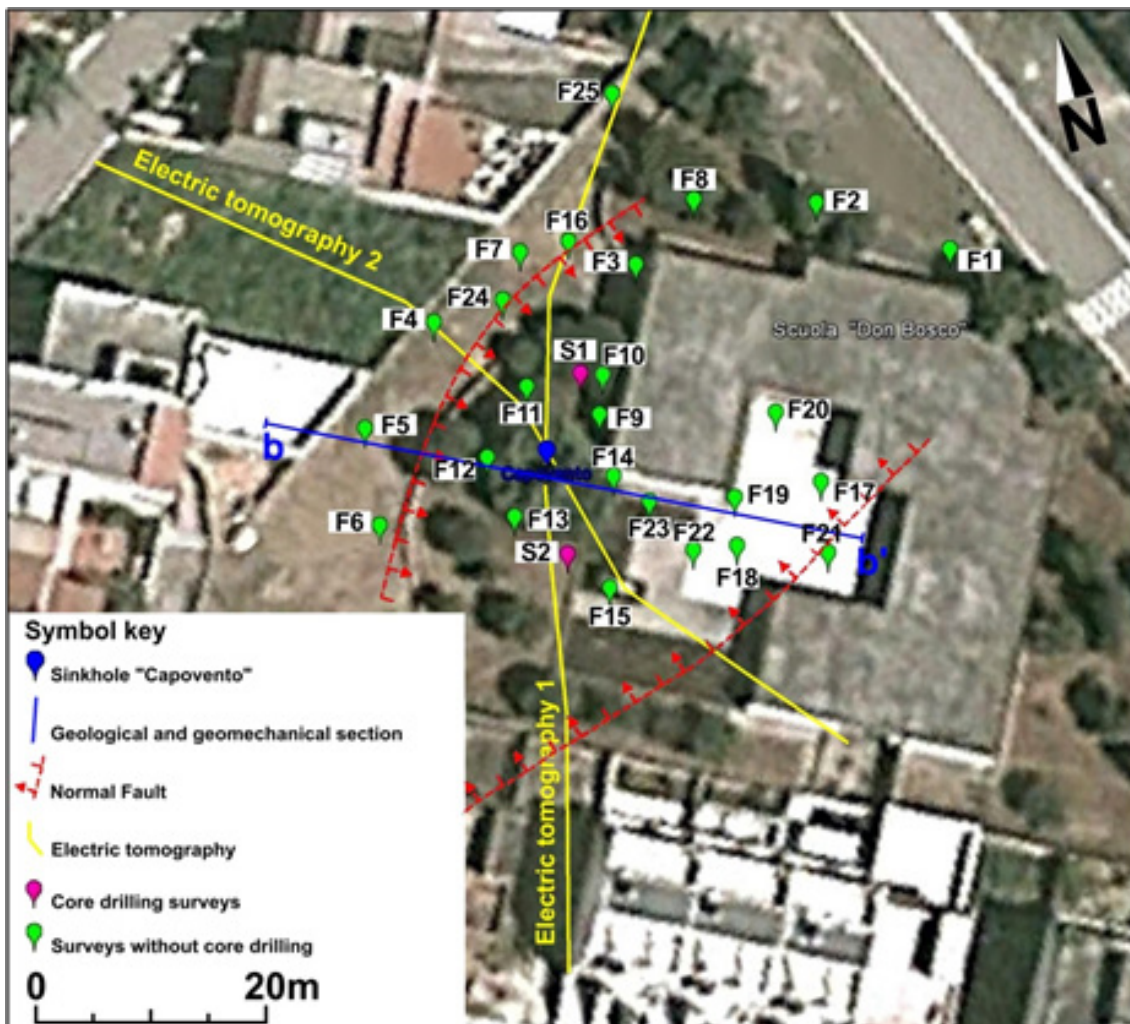 F25
Electric tomography 2
F8
F2
F16
F7
F3
F1
F24
F4
Scuola "Don Bosco"
S1
F10
F11
F9
F20
F5
b
F12
Capovento
F14
F19
F17
F6
F13
F23
F22
F21
b'
S2
F18
F15
Electric tomography 1
N
Symbol key
Sinkhole "Capovento"
Geological and geomechanical section
Normal Fault
Electric tomography
Core drilling surveys
Surveys without core drilling
0 20m